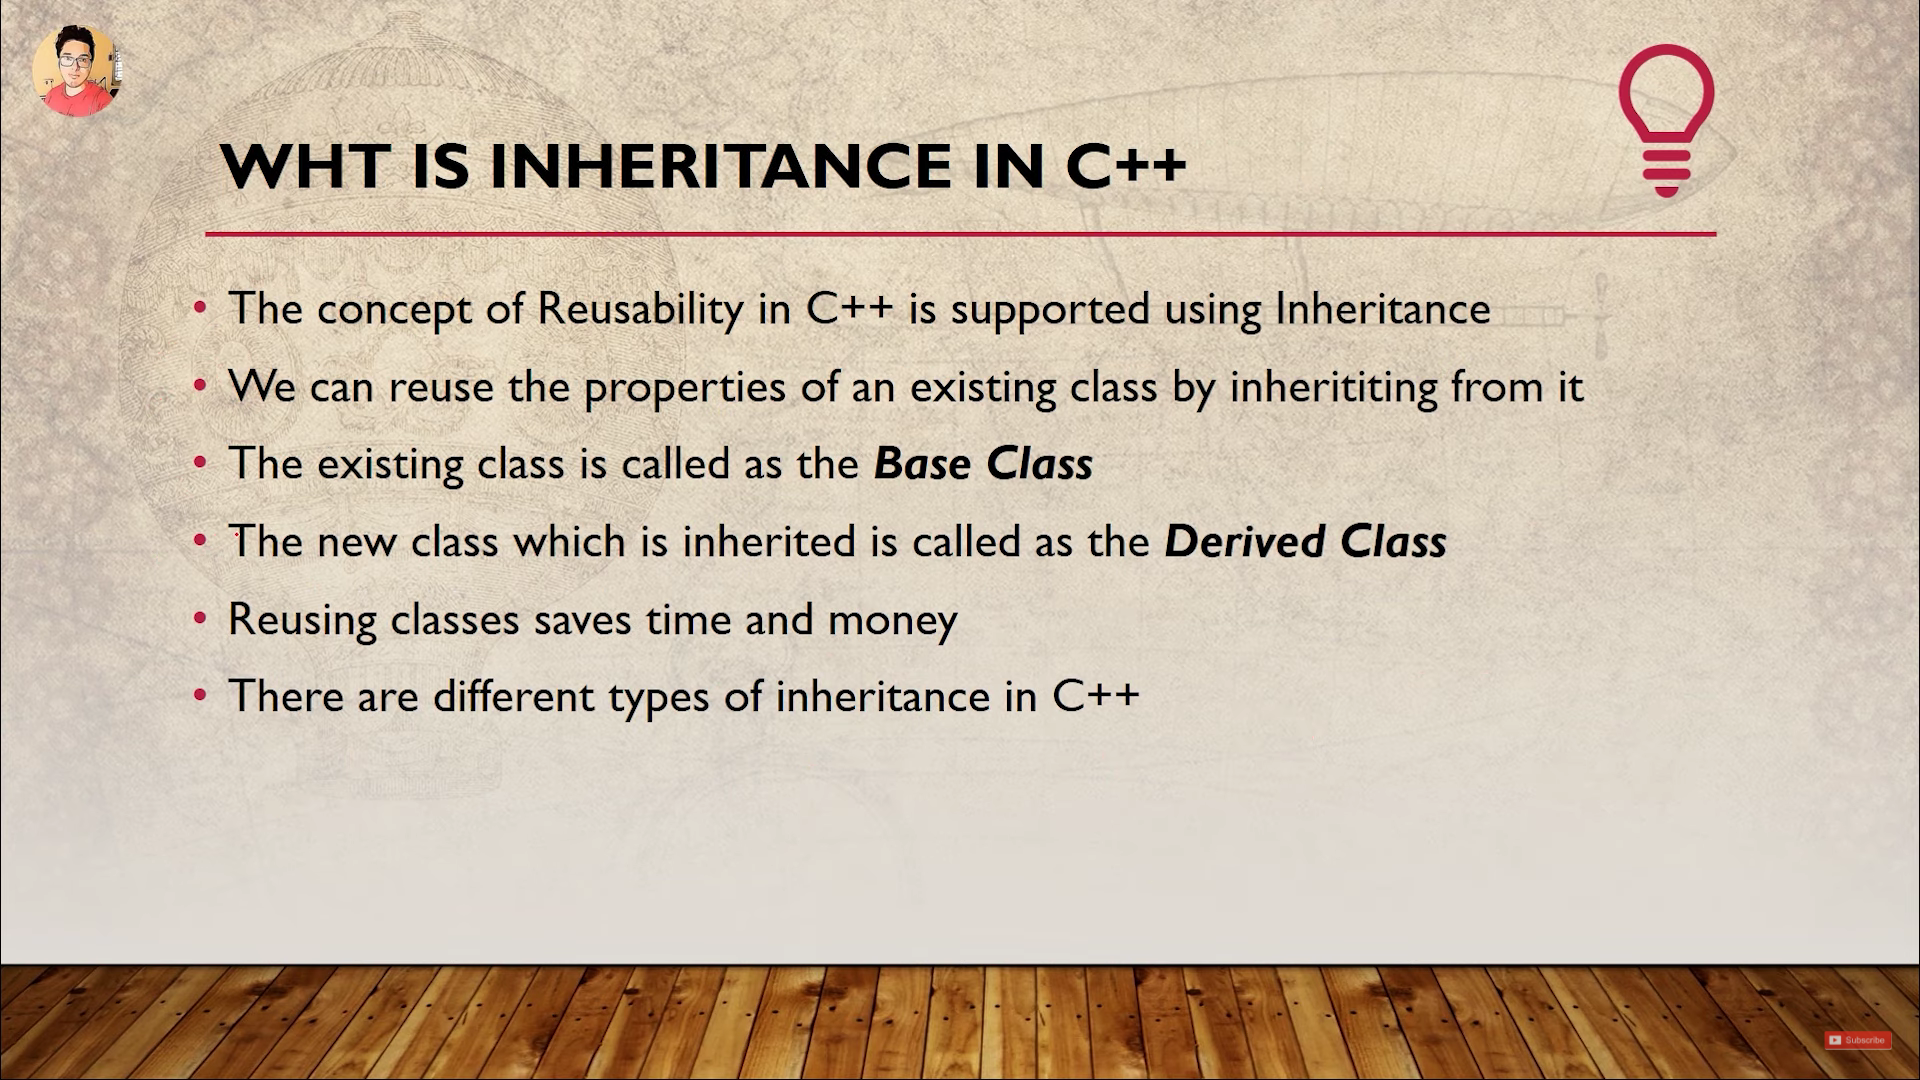 WHT IS INHERITANCE IN C++
• The concept of Reusability in C++ is supported using Inheritance
• We can reuse the properties of an existing class by inherititing from it
• The existing class is called as the Base Class
• The new class which is inherited is called as the Derived Class
• Reusing classes saves time and money
• There are different types of inheritance in C++
Subscribe